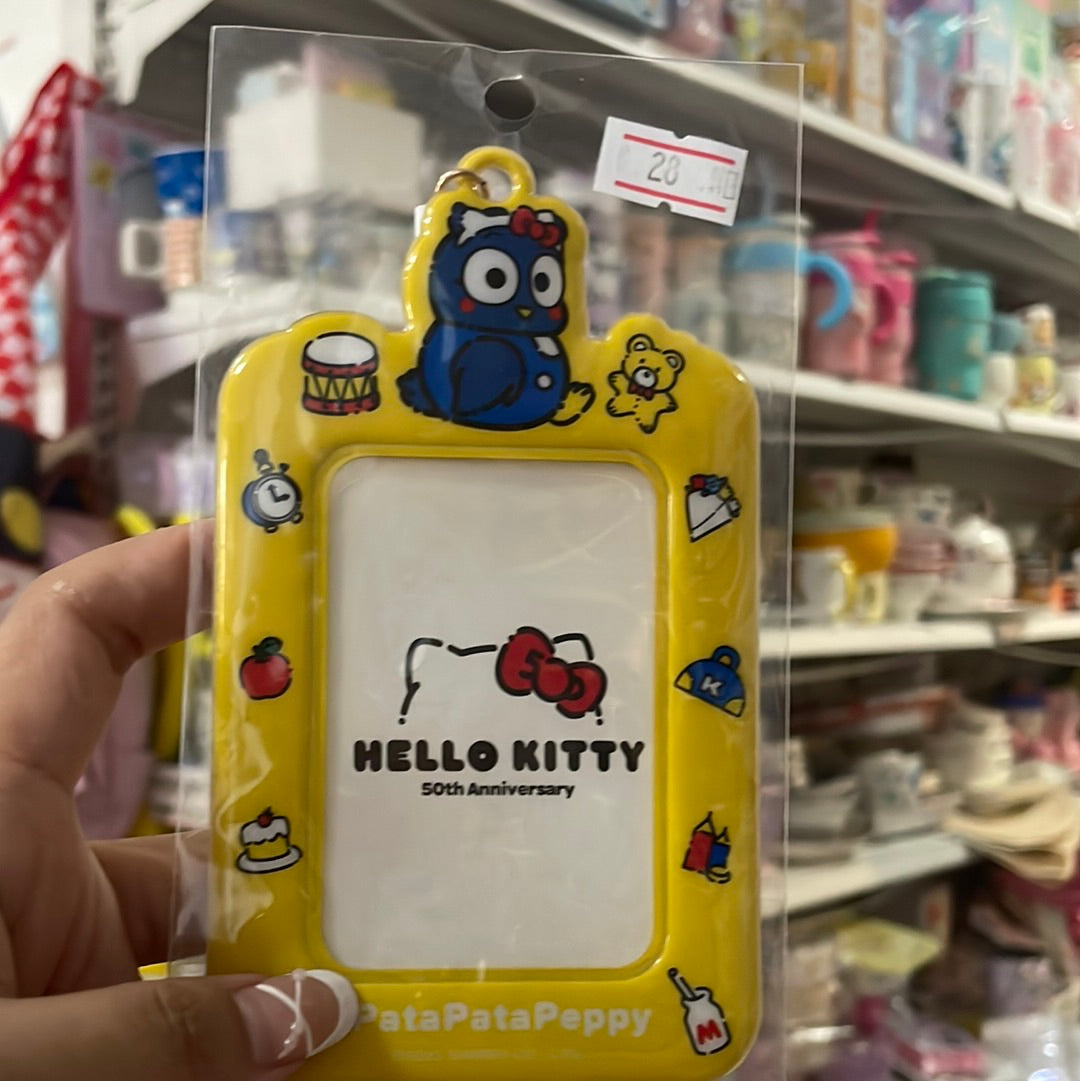 28
K
HELLO KITTY
50th Anniversary
PataPataPeppy
M